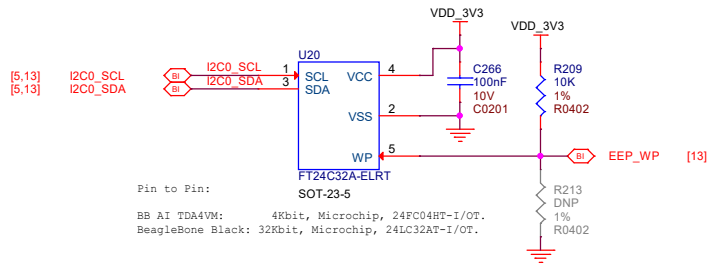 VDD_3V3
VDD_3V3
U20
[5,13] I2C0_SCL BI I2C0_SCL 1 SCL VCC 4
[5,13] I2C0_SDA BI I2C0_SDA 3 SDA
C266
100nF
10V
C0201
R209
10K
1%
R0402
VSS 2
WP 5
BI EEP_WP [13]
FT24C32A-ELRT
SOT-23-5
R213
DNP
1%
R0402
Pin to Pin:
BB AI TDA4VM: 4Kbit, Microchip, 24FC04HT-I/OT.
BeagleBone Black: 32Kbit, Microchip, 24LC32AT-I/OT.